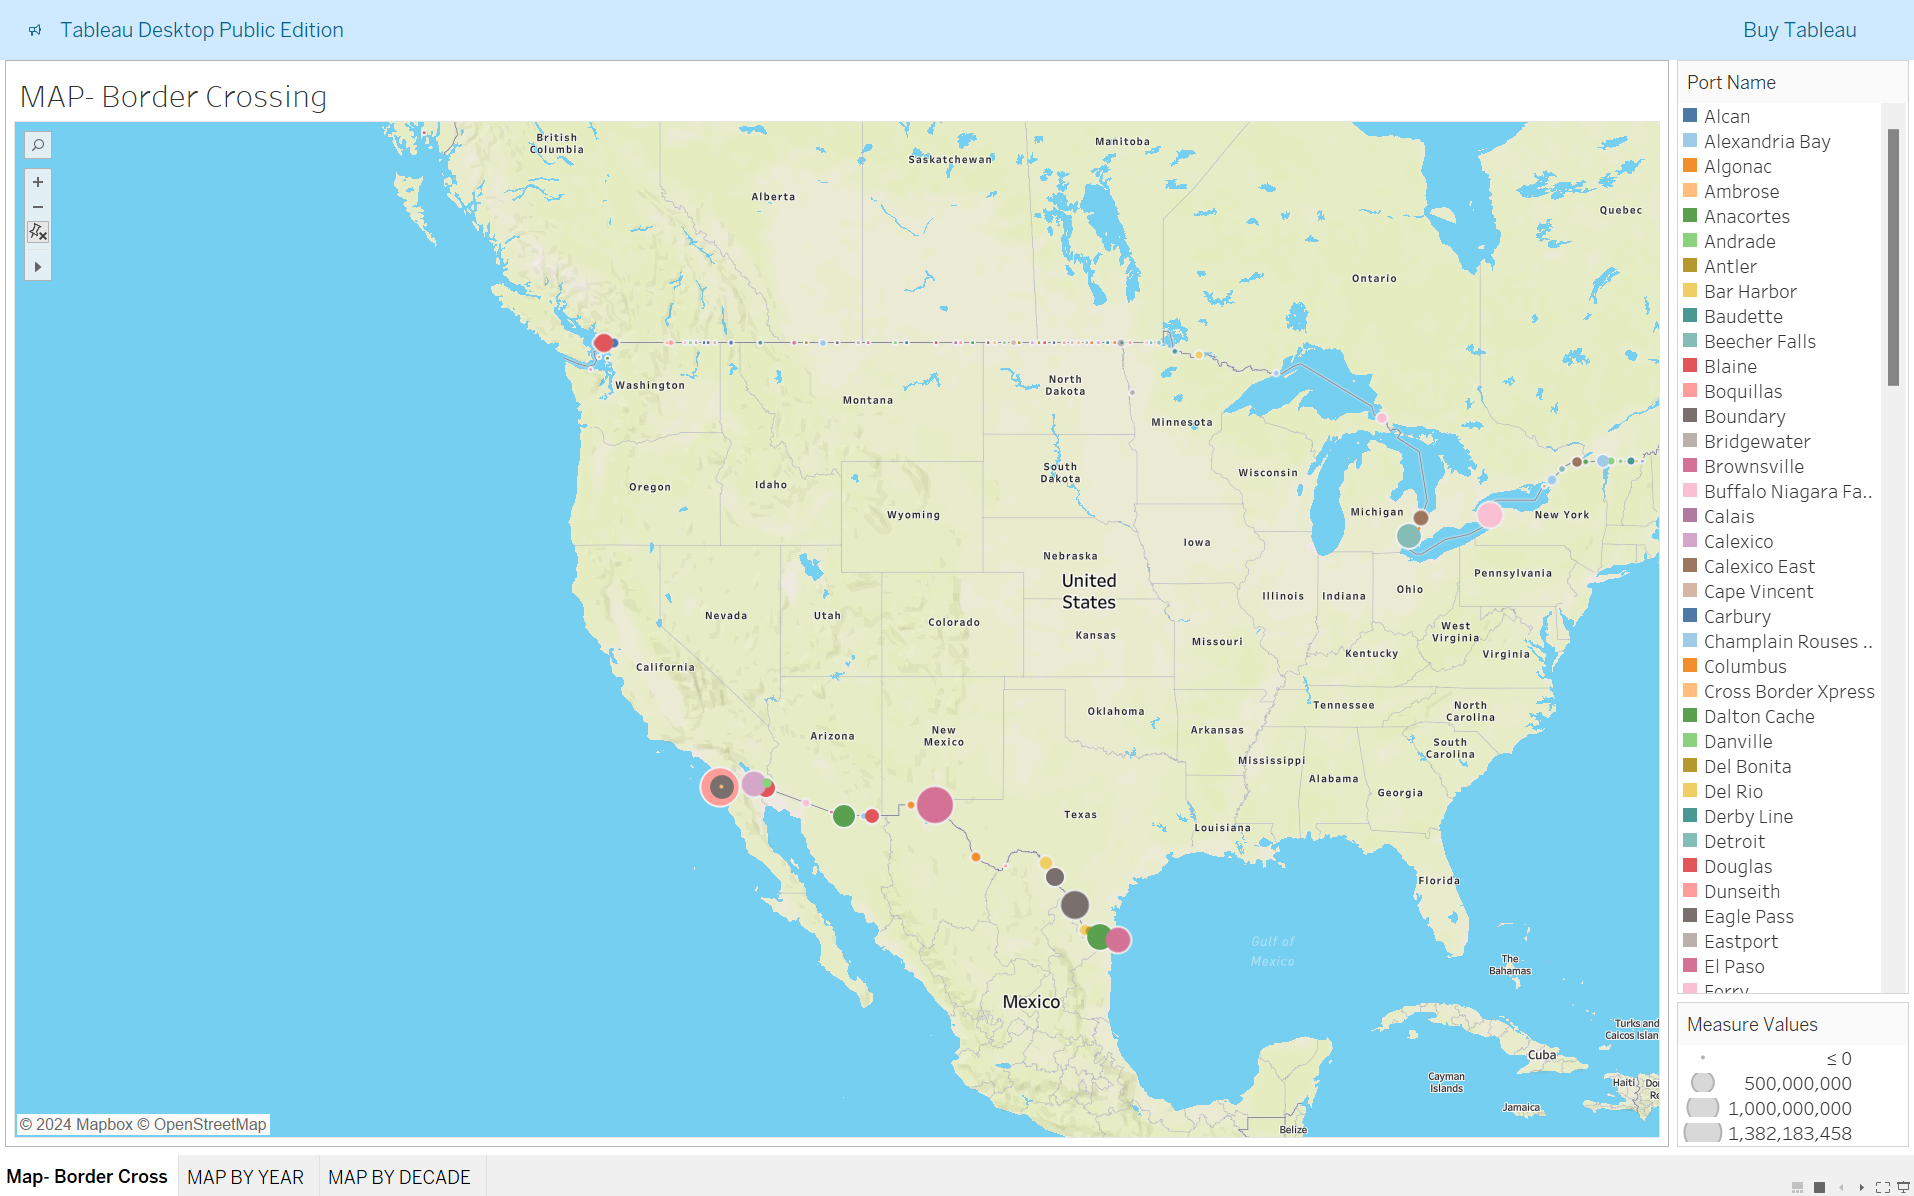 Tableau Desktop Public Edition
Buy Tableau
MAP- Border Crossing
British
Columbia
Alberta
Saskatchewan
Manitoba
Ontario
Quebec
Washington
Montana
North
Dakota
Minnesota
Oregon
Idaho
Wyoming
South
Dakota
Wisconsin
Michigan
New York
Iowa
Nebraska
United
States
Pennsylvania
Illinois
Indiana
Ohio
Nevada
Utah
Colorado
Kansas
Missouri
West
Virginia
Virginia
Kentucky
California
Oklahoma
Tennessee
North
Carolina
Arizona
New
Mexico
Arkansas
South
Carolina
Mississippi
Alabama
Georgia
Texas
Louisiana
Florida
Gulf of
Mexico
The
Bahamas
Mexico
Turks and
Caicos Islan
Cuba
Cayman
Islands
Haiti
Do
Re
Jamaica
Belize
© 2024 Mapbox © OpenStreetMap
Port Name
Alcan
Alexandria Bay
Algonac
Ambrose
Anacortes
Andrade
Antler
Bar Harbor
Baudette
Beecher Falls
Blaine
Boquillas
Boundary
Bridgewater
Brownsville
Buffalo Niagara Fa..
Calais
Calexico
Calexico East
Cape Vincent
Carbury
Champlain Rouses ..
Columbus
Cross Border Xpress
Dalton Cache
Danville
Del Bonita
Del Rio
Derby Line
Detroit
Douglas
Dunseith
Eagle Pass
Eastport
El Paso
Ferry
Measure Values
≤ 0
500,000,000
1,000,000,000
1,382,183,458
Map- Border Cross
MAP BY YEAR
MAP BY DECADE